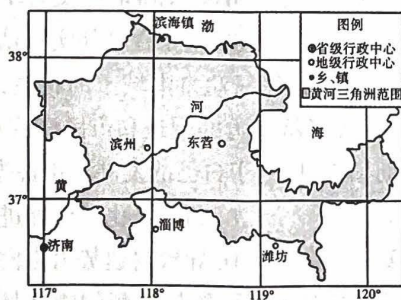 滨海镇
渤
图例
省级行政中心
地级行政中心
乡、镇
黄河三角洲范围
38°
38°
河
滨州
东营
海
37°
黄
37°
济南
淄博
潍坊
117°
118°
119°
120°